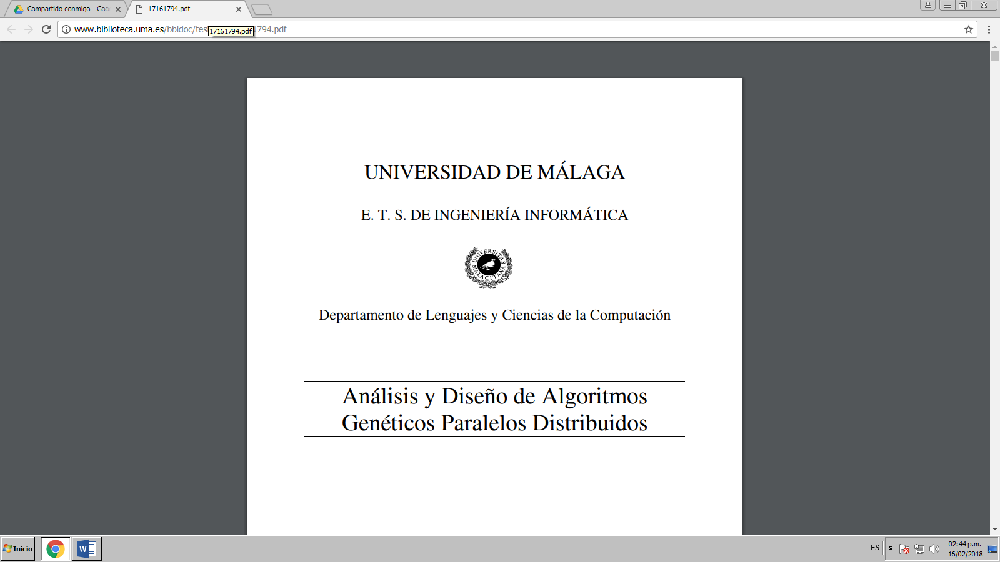 Compartido conmigo - Goo
17161794.pdf
www.biblioteca.uma.es/bbldoc/tes
1794.pdf
17161794.pdf
UNIVERSIDAD DE MÁLAGA
E. T. S. DE INGENIERÍA INFORMÁTICA
UNIVERSITAS
MALACITANA
Departamento de Lenguajes y Ciencias de la Computación
Análisis y Diseño de Algoritmos
Genéticos Paralelos Distribuidos
Inicio
ES
02:44 p.m.
16/02/2018